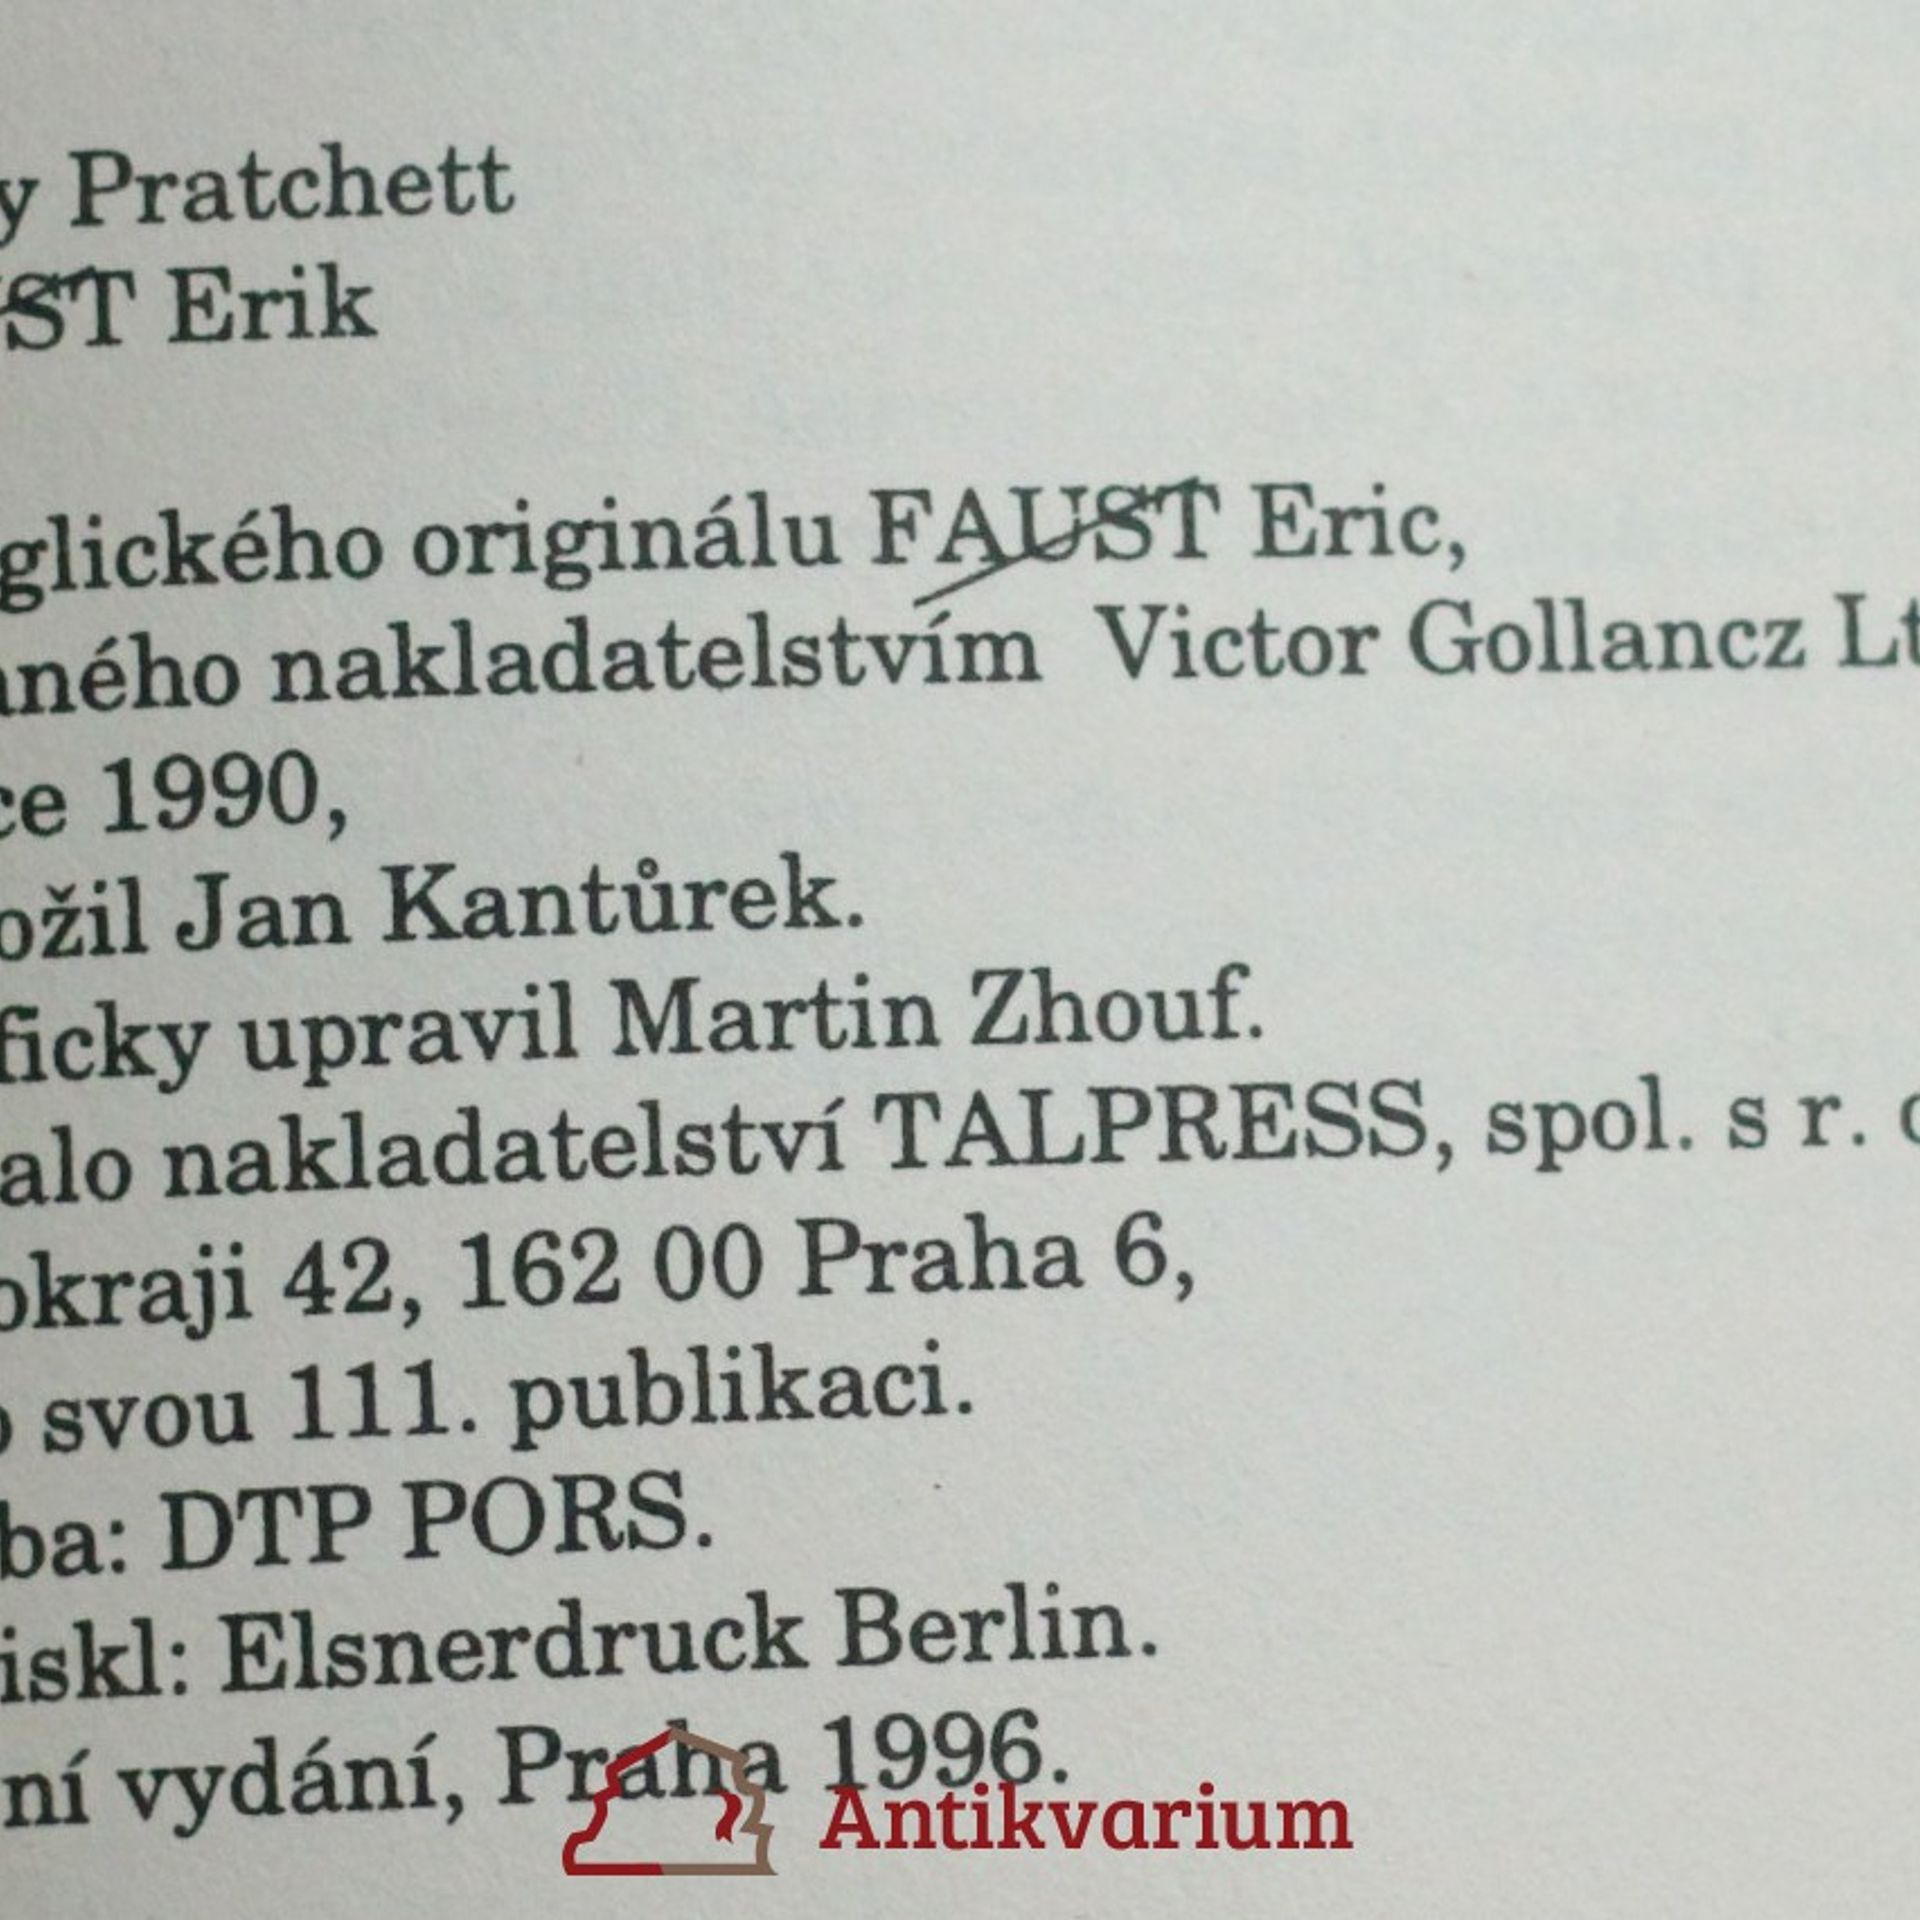 y Pratchett
ST Erik
glického originálu FAUST Eric,
ného nakladatelstvím Victor Gollancz Lt
ce 1990,
ožil Jan Kantůrek.
ficky upravil Martin Zhouf.
alo nakladatelství TALPRESS, spol. s r. o
okraji 42, 162 00 Praha 6,
o svou 111. publikaci.
ba: DTP PORS.
iskl: Elsnerdruck Berlin.
ní vydání, Praha 1996.
Antikvarium